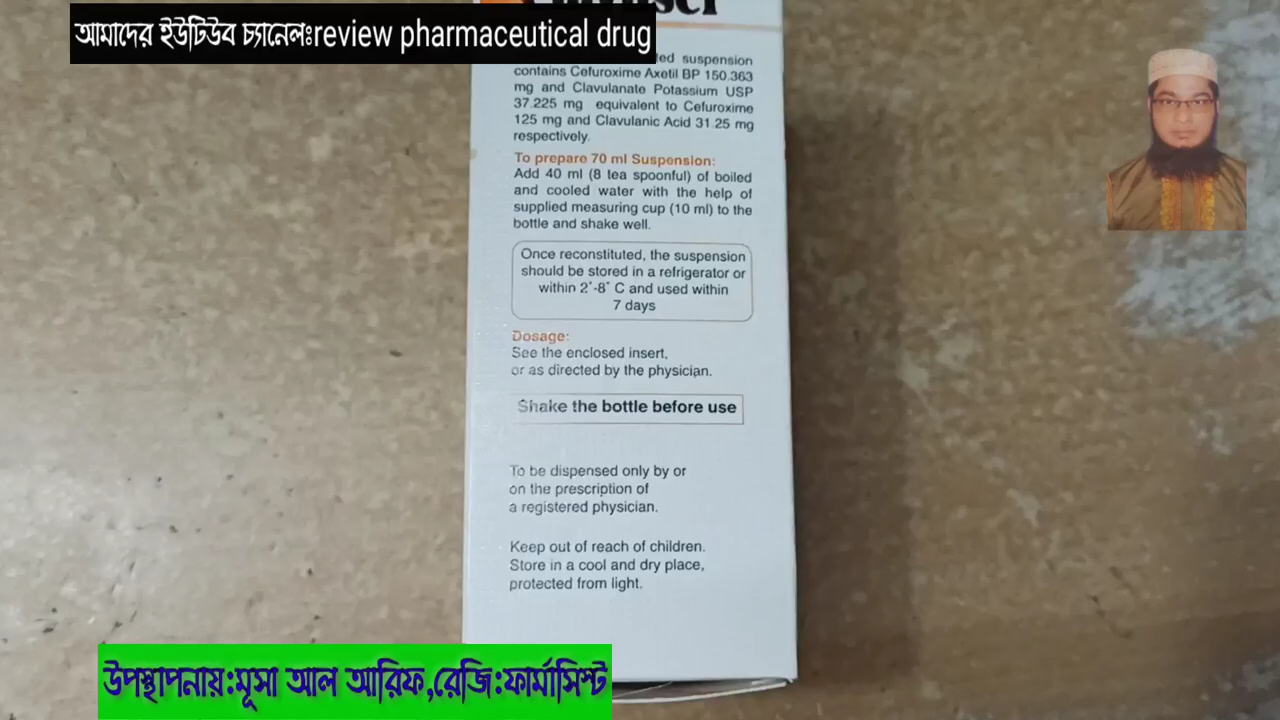 আমাদের ইউটিউব চ্যানেলঃreview pharmaceutical drug
suspension
contains Cefuroxime Axetil BP 150.363
mg and Clavulanate Potassium USP
37.225 mg equivalent to Cefuroxime
125 mg and Clavulanic Acid 31.25 mg
respectively.
To prepare 70 ml Suspension:
Add 40 ml (8 tea spoonful) of boiled
and cooled water with the help of
supplied measuring cup (10 ml) to the
bottle and shake well.
Once reconstituted, the suspension
should be stored in a refrigerator or
within 2°-8° C and used within
7 days
Dosage:
See the enclosed insert,
or as directed by the physician.
Shake the bottle before use
To be dispensed only by or
on the prescription of
a registered physician.
Keep out of reach of children.
Store in a cool and dry place,
protected from light.
উপস্থাপনায়:মূসা আল আরিফ,রেজি:ফার্মাসিস্ট